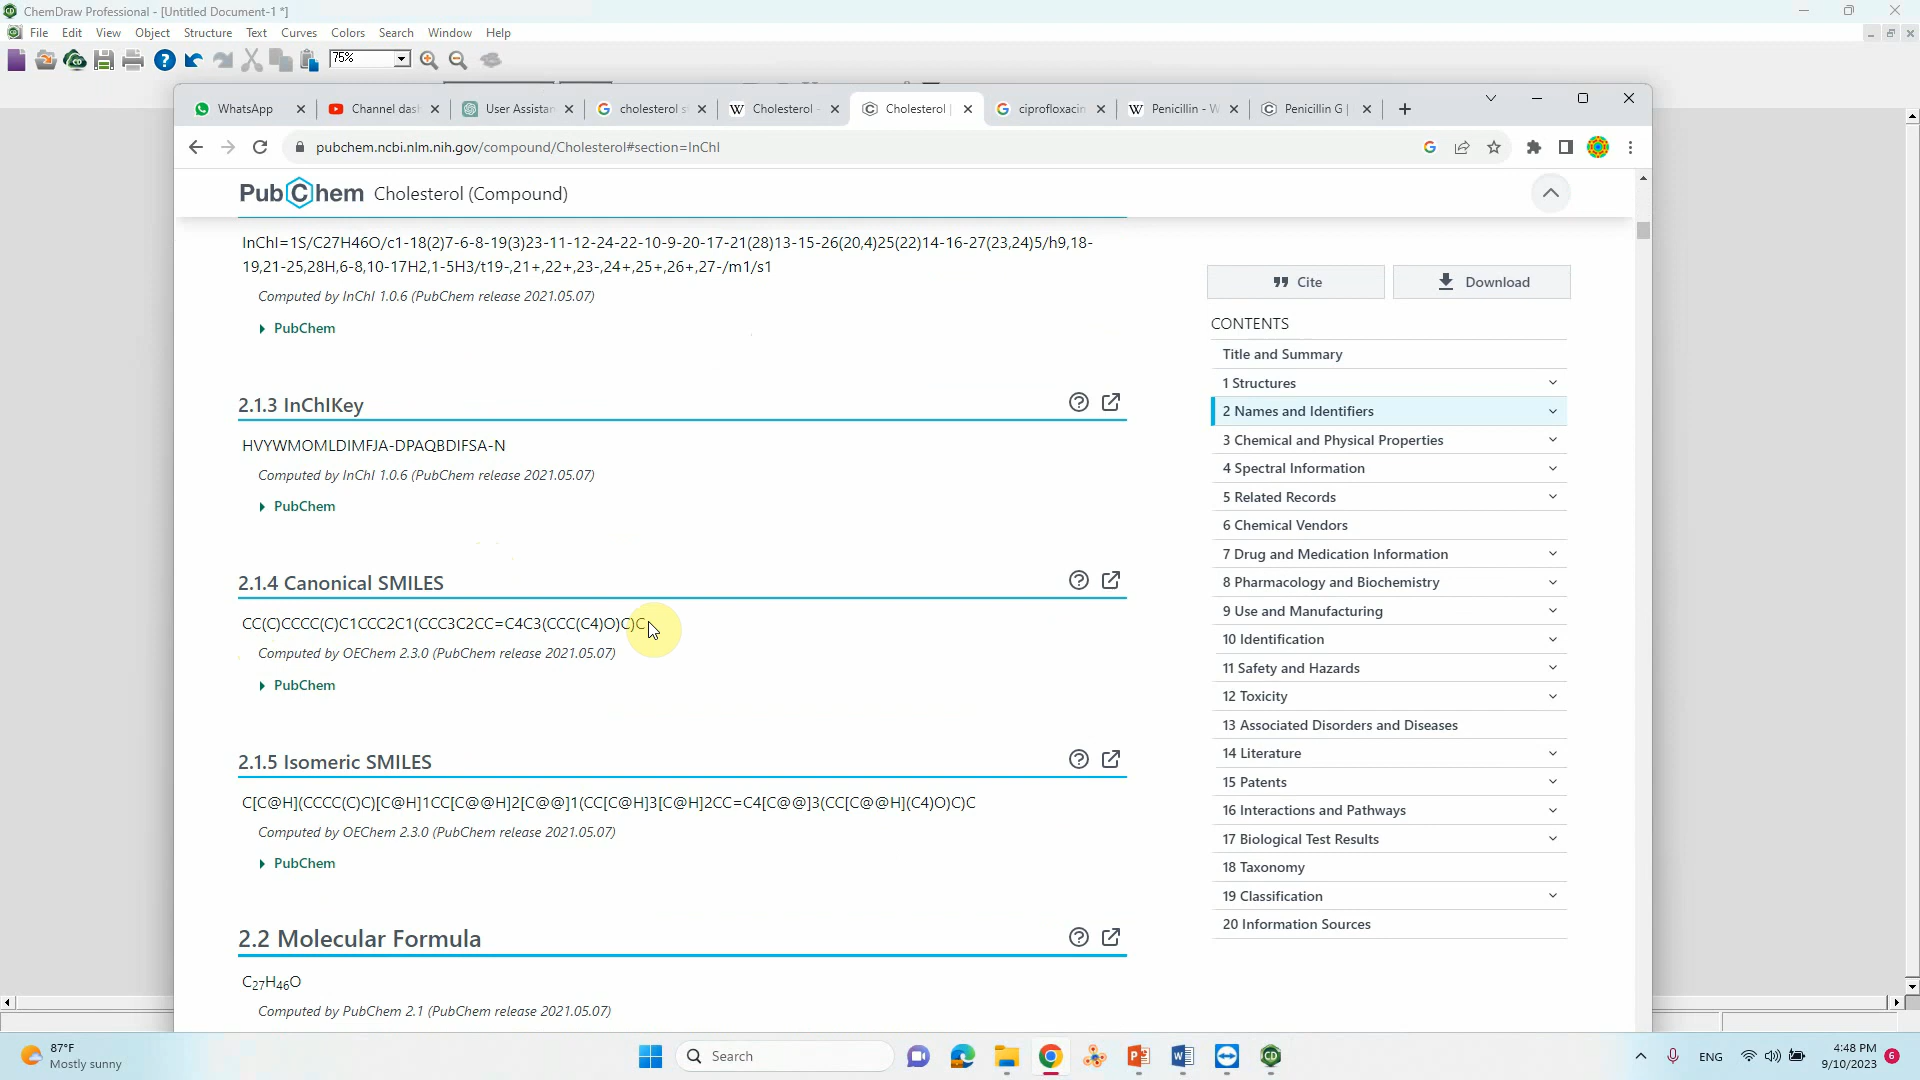 ChemDraw Professional - [Untitled Document-1 *]
File Edit View Object Structure Text Curves Colors Search Window Help
75%
WhatsApp
Channel das
User Assistan
cholesterol s
Cholesterol -
Cholesterol |
ciprofloxacin
Penicillin - W
Penicillin G |
pubchem.ncbi.nlm.nih.gov/compound/Cholesterol#section=InChI
PubChem Cholesterol (Compound)
InChI=1S/C27H46O/c1-18(2)7-6-8-19(3)23-11-12-24-22-10-9-20-17-21(28)13-15-26(20,4)25(22)14-16-27(23,24)5/h9,18-
19,21-25,28H,6-8,10-17H2,1-5H3/t19-,21+,22+,23-,24+,25+,26+,27-/m1/s1
Computed by InChI 1.0.6 (PubChem release 2021.05.07)
PubChem
2.1.3 InChIKey
HVYWMOMLDIMFJA-DPAQBDIFSA-N
Computed by InChI 1.0.6 (PubChem release 2021.05.07)
PubChem
2.1.4 Canonical SMILES
CC(C)CCCC(C)C1CCC2C1(CCC3C2CC=C4C3(CCC(C4)O)C)C
Computed by OEChem 2.3.0 (PubChem release 2021.05.07)
PubChem
2.1.5 Isomeric SMILES
C[C@H](CCCC(C)C)[C@H]1CC[C@@H]2[C@@]1(CC[C@H]3[C@H]2CC=C4[C@@]3(CC[C@@H](C4)O)C)C
Computed by OEChem 2.3.0 (PubChem release 2021.05.07)
PubChem
2.2 Molecular Formula
C27H46O
Computed by PubChem 2.1 (PubChem release 2021.05.07)
Cite
Download
CONTENTS
Title and Summary
1 Structures
2 Names and Identifiers
3 Chemical and Physical Properties
4 Spectral Information
5 Related Records
6 Chemical Vendors
7 Drug and Medication Information
8 Pharmacology and Biochemistry
9 Use and Manufacturing
10 Identification
11 Safety and Hazards
12 Toxicity
13 Associated Disorders and Diseases
14 Literature
15 Patents
16 Interactions and Pathways
17 Biological Test Results
18 Taxonomy
19 Classification
20 Information Sources
87°F
Mostly sunny
Search
ENG
4:48 PM
9/10/2023
6